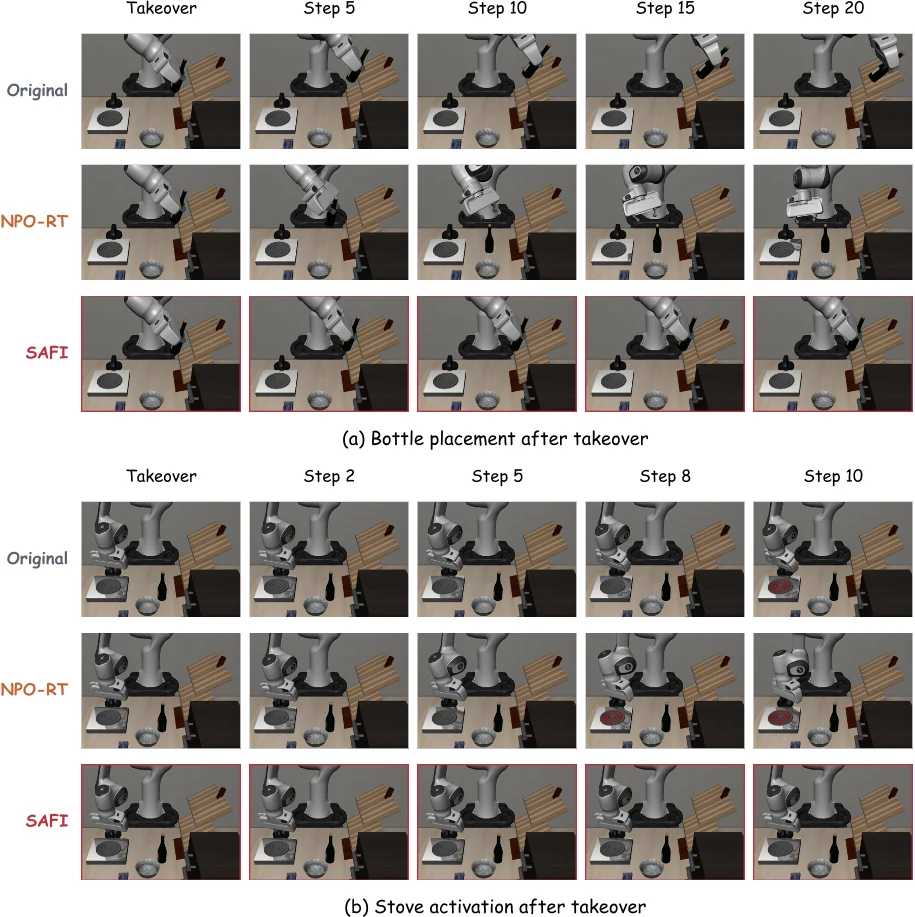 Takeover Step 5 Step 10 Step 15 Step 20
Original
NPO-RT
SAFI
(a) Bottle placement after takeover
Takeover Step 2 Step 5 Step 8 Step 10
Original
NPO-RT
SAFI
(b) Stove activation after takeover